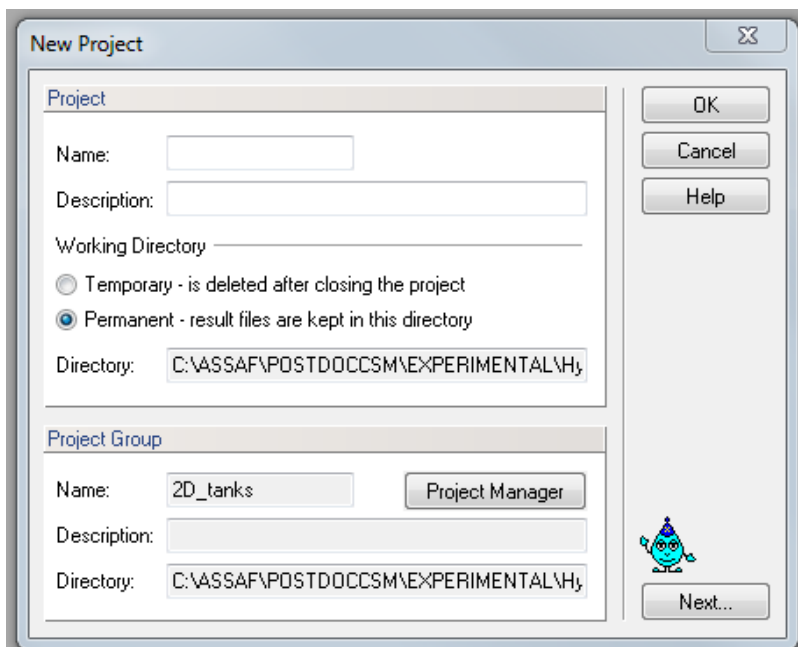 New Project
Project
OK
Name:
Cancel
Description:
Help
Working Directory
Temporary - is deleted after closing the project
Permanent - result files are kept in this directory
Directory: C:\ASSAF\POSTDOCCSM\EXPERIMENTAL\Hy
Project Group
Name: 2D_tanks Project Manager
Description:
Directory: C:\ASSAF\POSTDOCCSM\EXPERIMENTAL\Hy
Next...